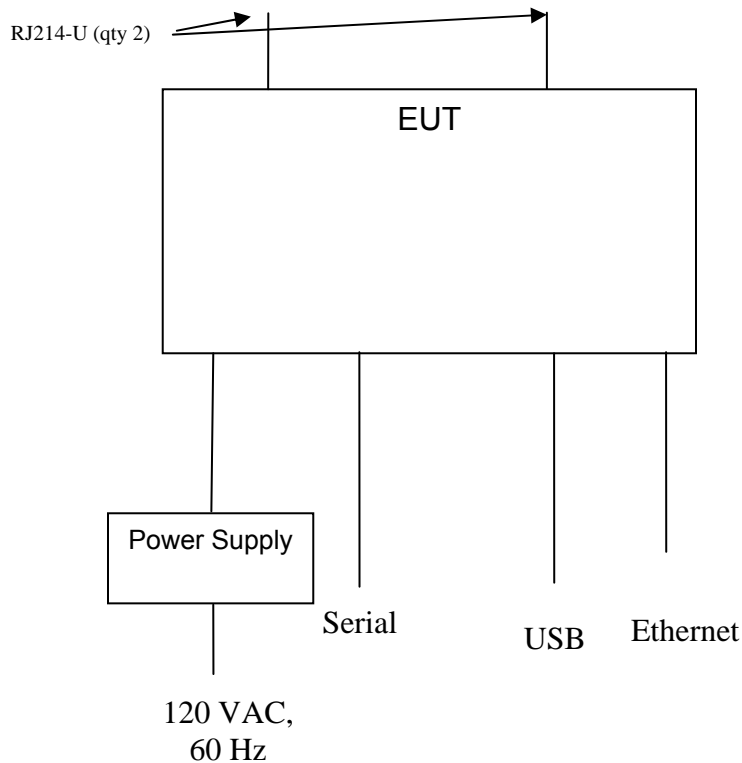 RJ214-U (qty 2)
EUT
Power Supply
Serial
USB
Ethernet
120 VAC,
60 Hz